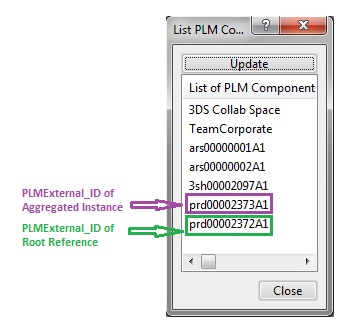 List PLM Co...
Update
List of PLM Component
3DS Collab Space
TeamCorporate
ars00000001A1
ars00000002A1
3sh00002097A1
PLMExternal_ID of
Aggregated Instance
prd00002373A1
PLMExternal_ID of
Root Reference
prd00002372A1
Close